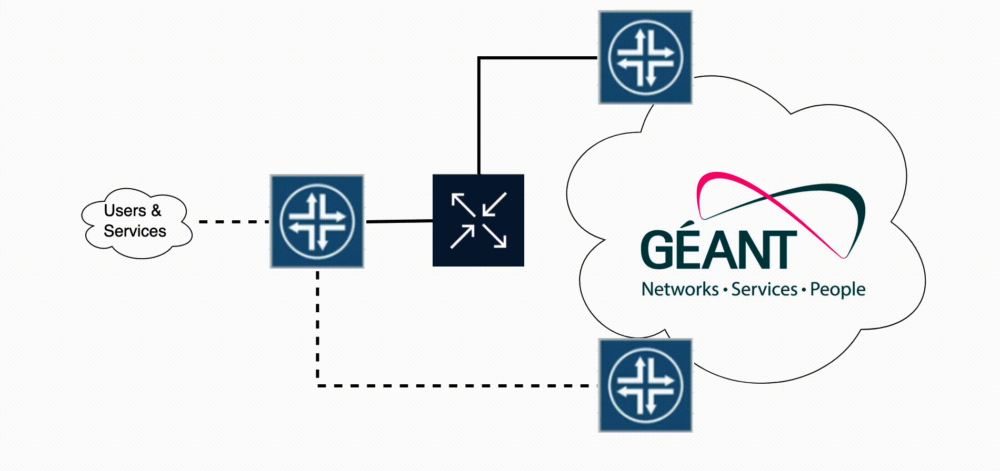 Users &
Services
GÉANT
Networks • Services • People